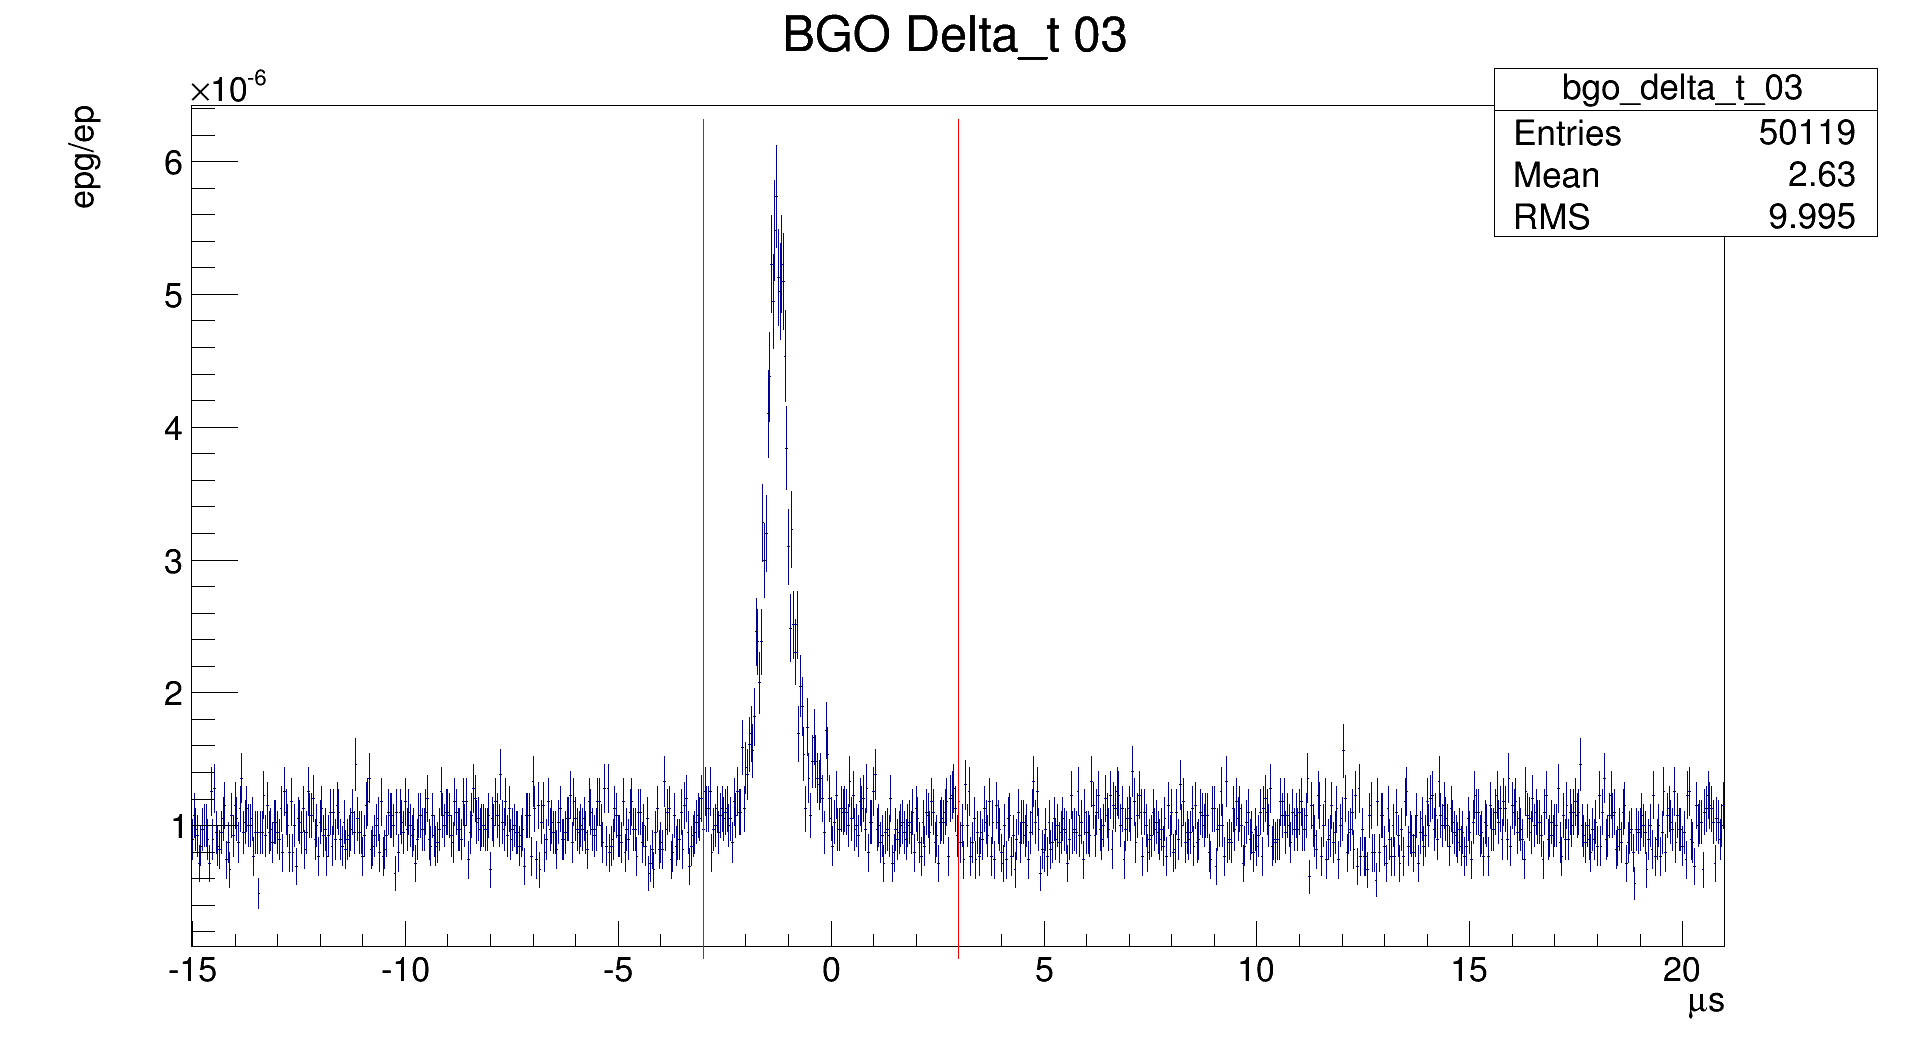 BGO Delta_t 03
×10-6
epg/ep
bgo_delta_t_03
Entries 50119
Mean 2.63
RMS 9.995
6
5
4
3
2
1
-15 -10 -5 0 5 10 15 20
μs